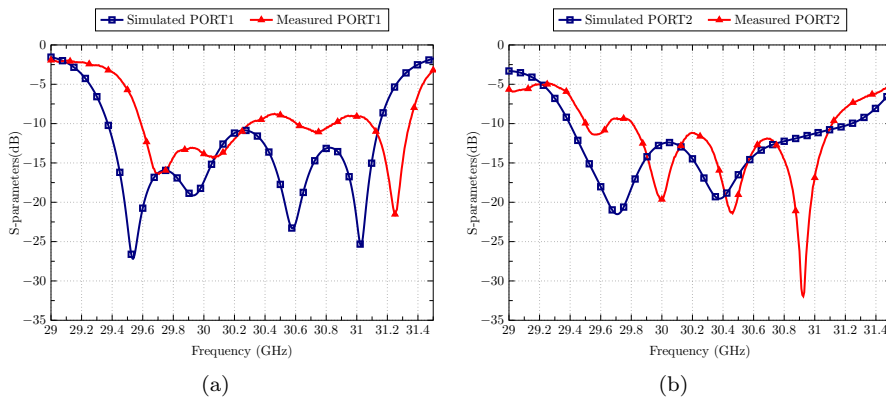 Simulated PORT1 Measured PORT1
0
−5
−10
−15
−20
−25
−30
−35
S-parameters(dB)
29 29.2 29.4 29.6 29.8 30 30.2 30.4 30.6 30.8 31 31.2 31.4
Frequency (GHz)
(a)
Simulated PORT2 Measured PORT2
0
−5
−10
−15
−20
−25
−30
−35
S-parameters(dB)
29 29.2 29.4 29.6 29.8 30 30.2 30.4 30.6 30.8 31 31.2 31.4
Frequency (GHz)
(b)